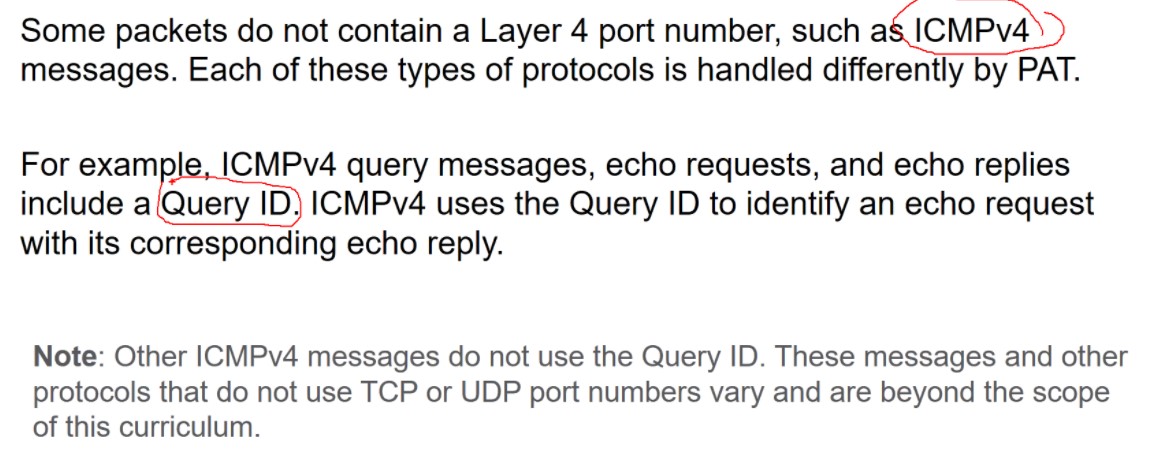 Some packets do not contain a Layer 4 port number, such as ICMPv4
messages. Each of these types of protocols is handled differently by PAT.
For example, ICMPv4 query messages, echo requests, and echo replies
include a Query ID. ICMPv4 uses the Query ID to identify an echo request
with its corresponding echo reply.
Note: Other ICMPv4 messages do not use the Query ID. These messages and other
protocols that do not use TCP or UDP port numbers vary and are beyond the scope
of this curriculum.